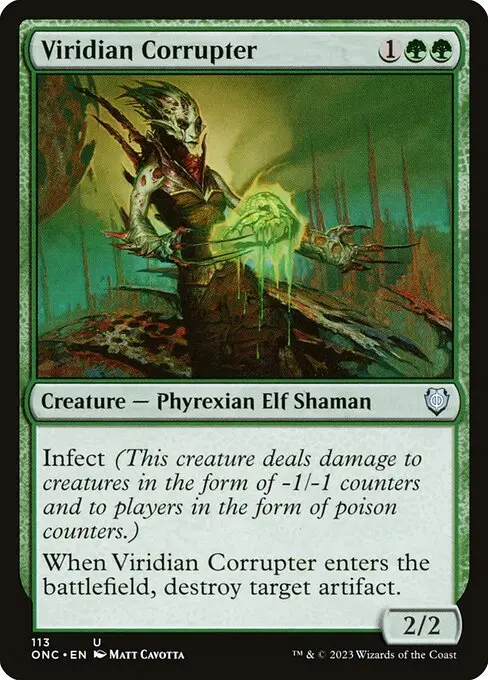 Viridian Corrupter 1
Creature — Phyrexian Elf Shaman
Infect (This creature deals damage to
creatures in the form of -1/-1 counters
and to players in the form of poison
counters.)
When Viridian Corrupter enters the
battlefield, destroy target artifact.
2/2
113 U
ONC • EN Matt Cavotta ™ & © 2023 Wizards of the Coast